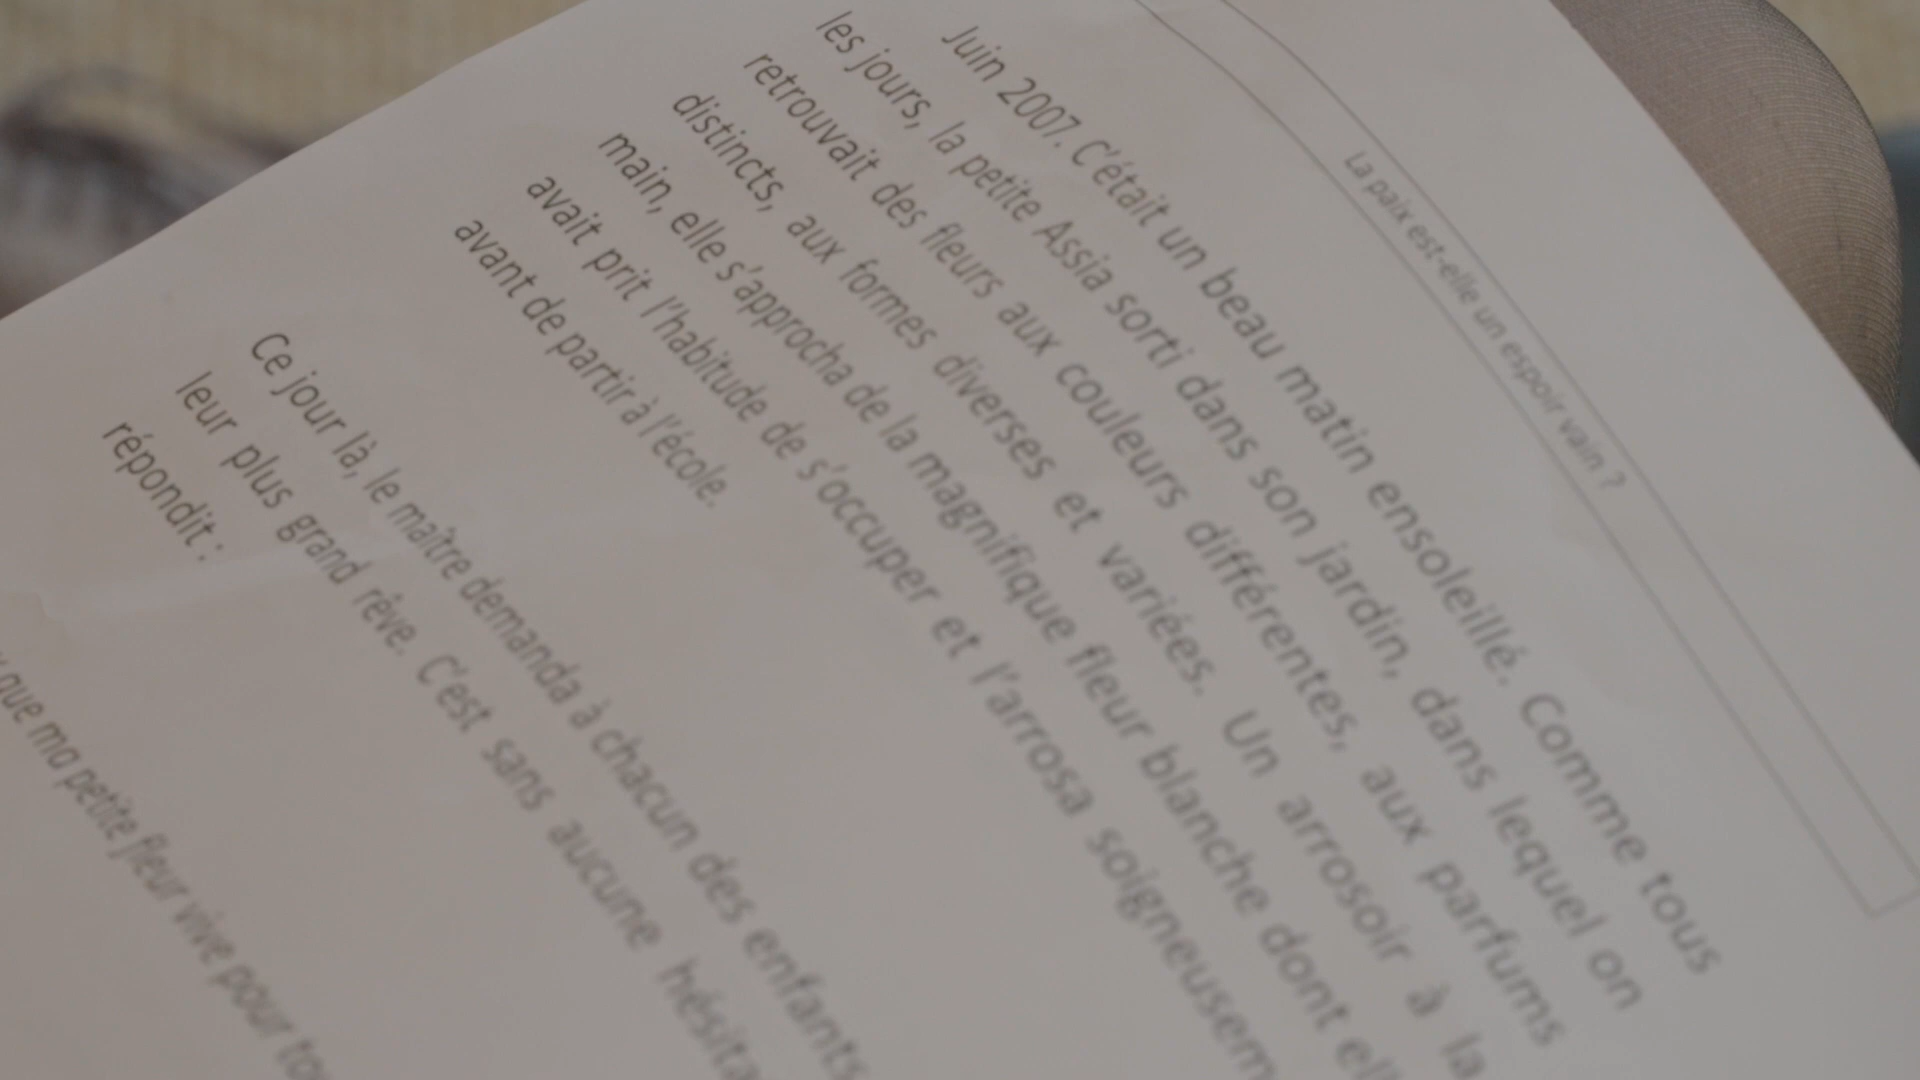 La paix est-elle un espoir vain ?
Juin 2007. C'était un beau matin ensoleillé. Comme tous
les jours, la petite Assia sorti dans son jardin, dans lequel on
retrouvait des fleurs aux couleurs différentes, aux parfums
distincts, aux formes diverses et variées. Un arrosoir à la
main, elle s'approcha de la magnifique fleur blanche dont
avait prit l'habitude de s'occuper et l'arrosa
avant de partir à l'école.
Ce jour là, le maître demanda à chacun des enfants
leur plus grand rêve. C'est sans aucune
répondit :
que ma petite fleur vive pour